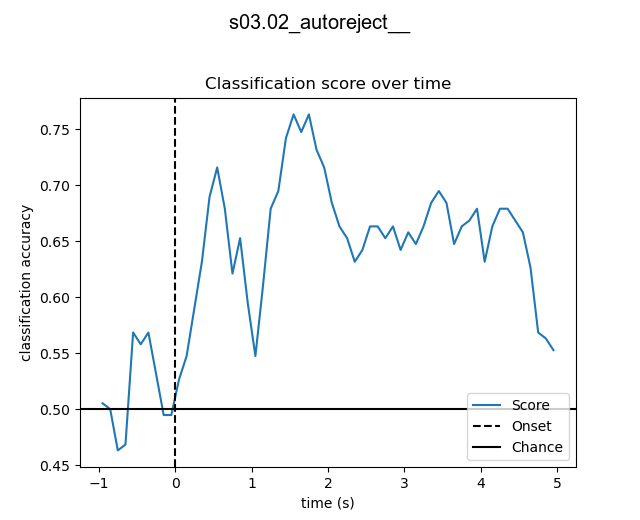 s03.02_autoreject__
Classification score over time
classification accuracy
0.75
0.70
0.65
0.60
0.55
0.50
0.45
Score
Onset
Chance
−1
0
1
2
3
4
5
time (s)